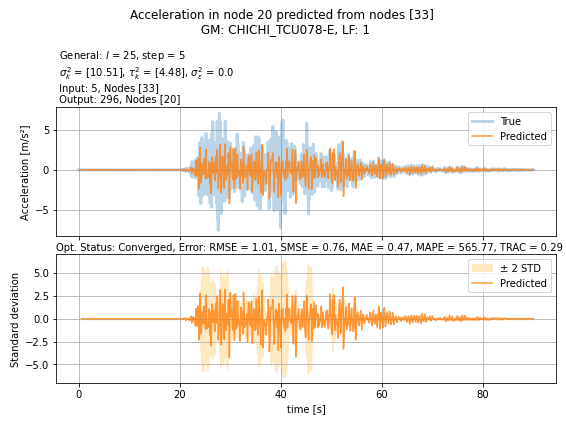 Acceleration in node 20 predicted from nodes [33]
GM: CHICHI_TCU078-E, LF: 1
General: l = 25, step = 5
σ²ₖ = [10.51], τ²ₖ = [4.48], σ²ε = 0.0
Input: 5, Nodes [33]
Output: 296, Nodes [20]
Acceleration [m/s²]
5
0
−5
True
Predicted
Opt. Status: Converged, Error: RMSE = 1.01, SMSE = 0.76, MAE = 0.47, MAPE = 565.77, TRAC = 0.29
Standard deviation
5.0
2.5
0.0
−2.5
−5.0
± 2 STD
Predicted
0 20 40 60 80
time [s]